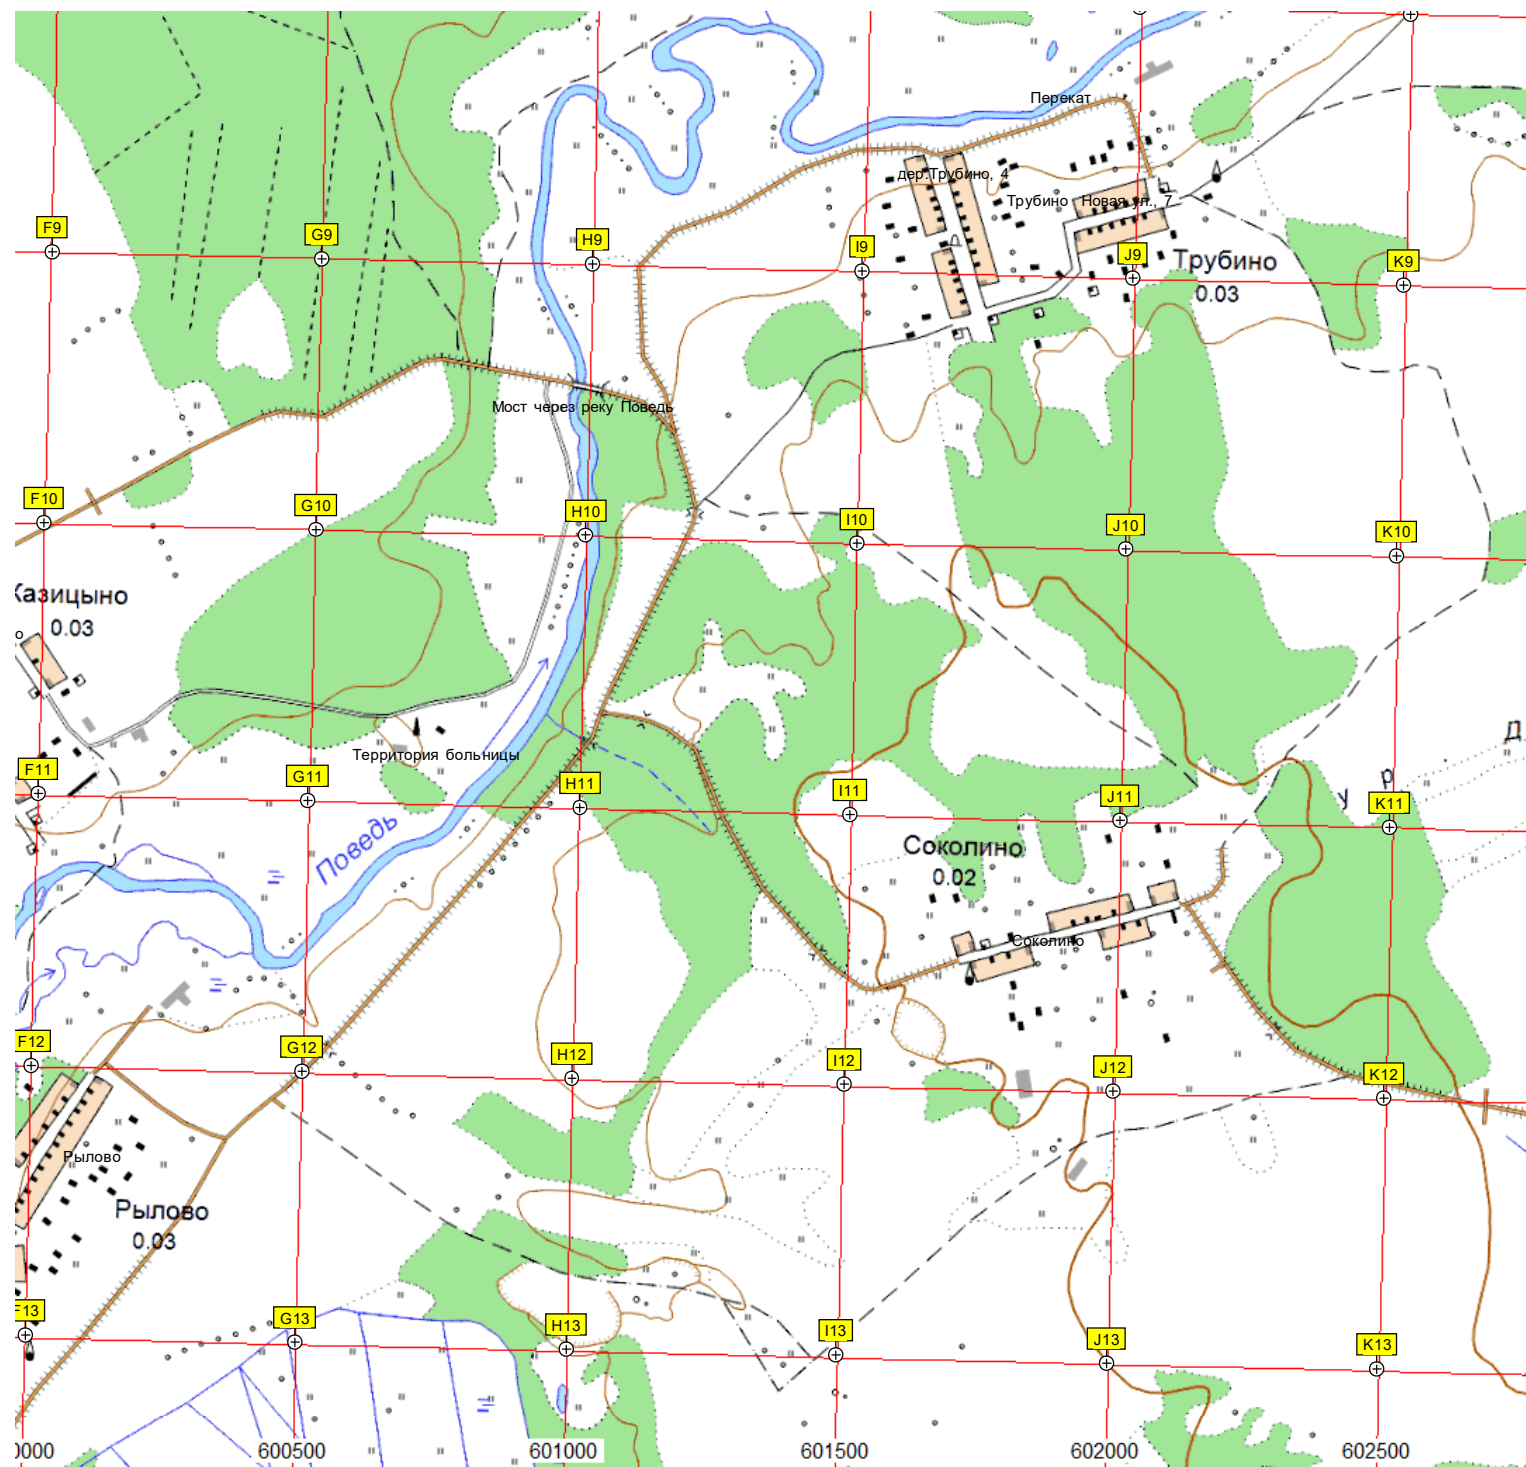 Перекат
дер.Трубино, 4
Трубино Новая ул., 7
F9
G9
H9
I9
J9
K9
Трубино
0.03
Мост через реку Поведь
F10
G10
H10
I10
J10
K10
Казицыно
0.03
о
Территория больницы
Д
р
у
F11
G11
H11
I11
J11
K11
Поведь
Соколино
0.02
Соколино
F12
G12
H12
I12
J12
K12
Рылово
Рылово
0.03
F13
G13
H13
I13
J13
K13
0000
600500
601000
601500
602000
602500